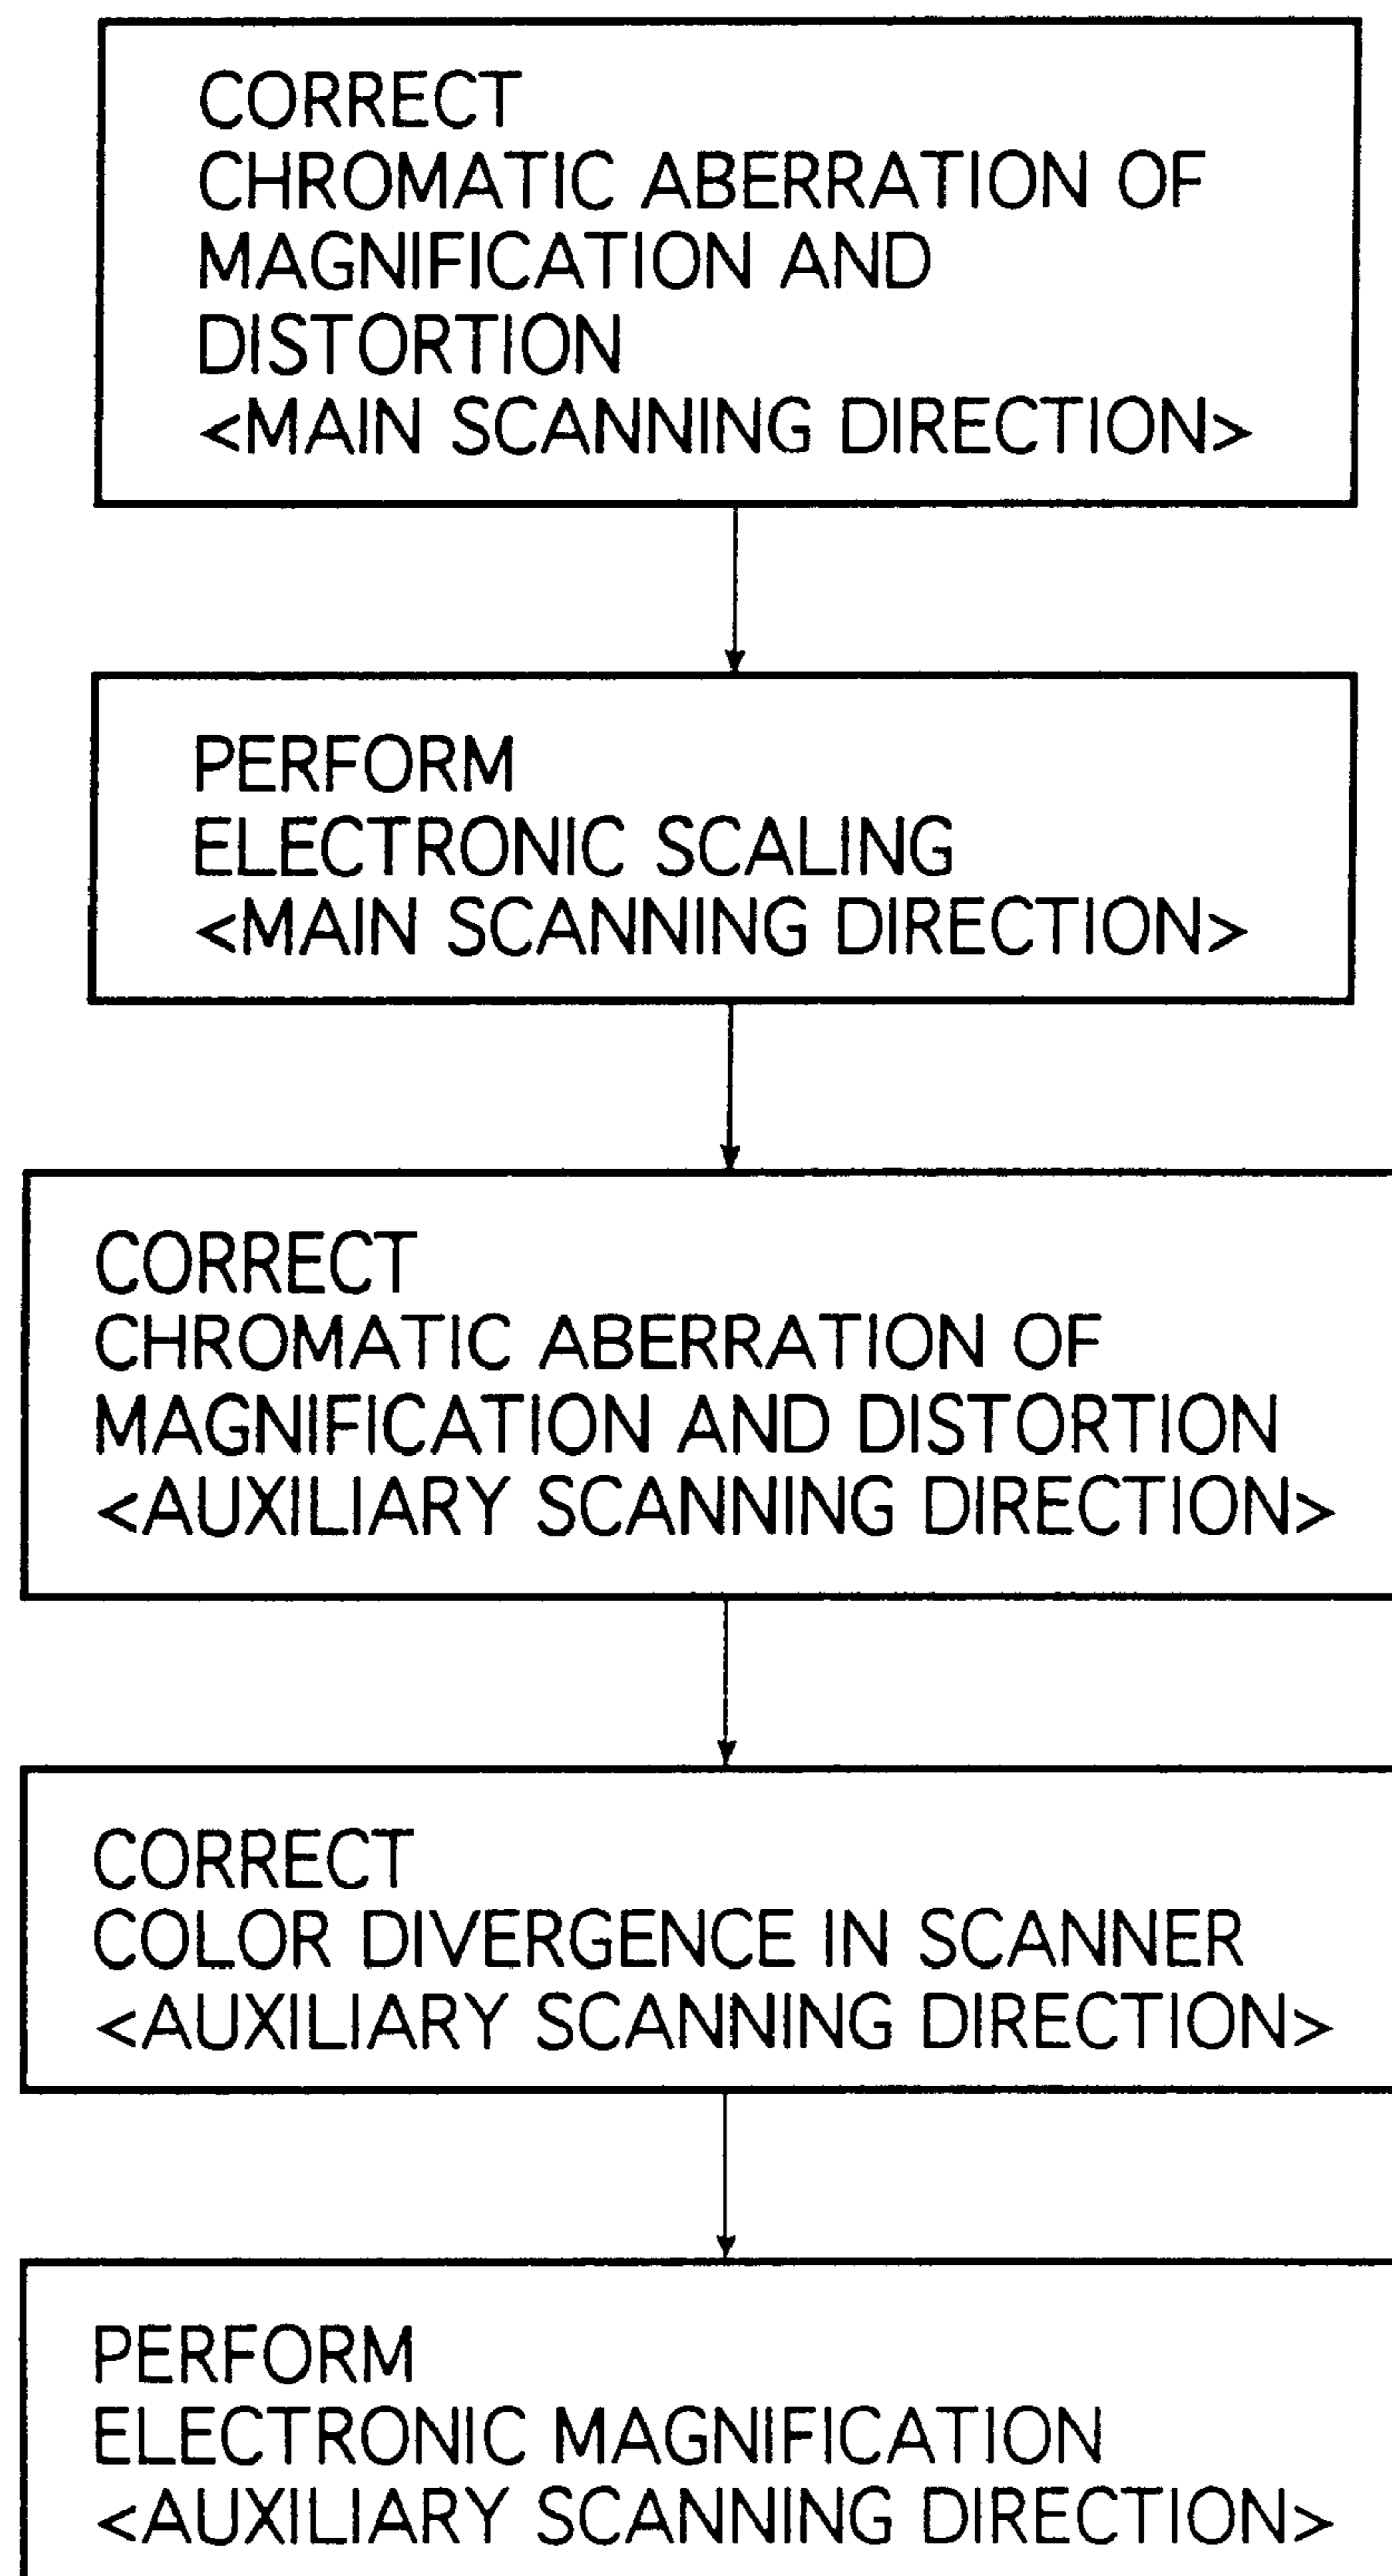 CORRECT
CHROMATIC ABERRATION OF
MAGNIFICATION AND
DISTORTION
<MAIN SCANNING DIRECTION>
PERFORM
ELECTRONIC SCALING
<MAIN SCANNING DIRECTION>
CORRECT
CHROMATIC ABERRATION OF
MAGNIFICATION AND DISTORTION
<AUXILIARY SCANNING DIRECTION>
CORRECT
COLOR DIVERGENCE IN SCANNER
<AUXILIARY SCANNING DIRECTION>
PERFORM
ELECTRONIC MAGNIFICATION
<AUXILIARY SCANNING DIRECTION>